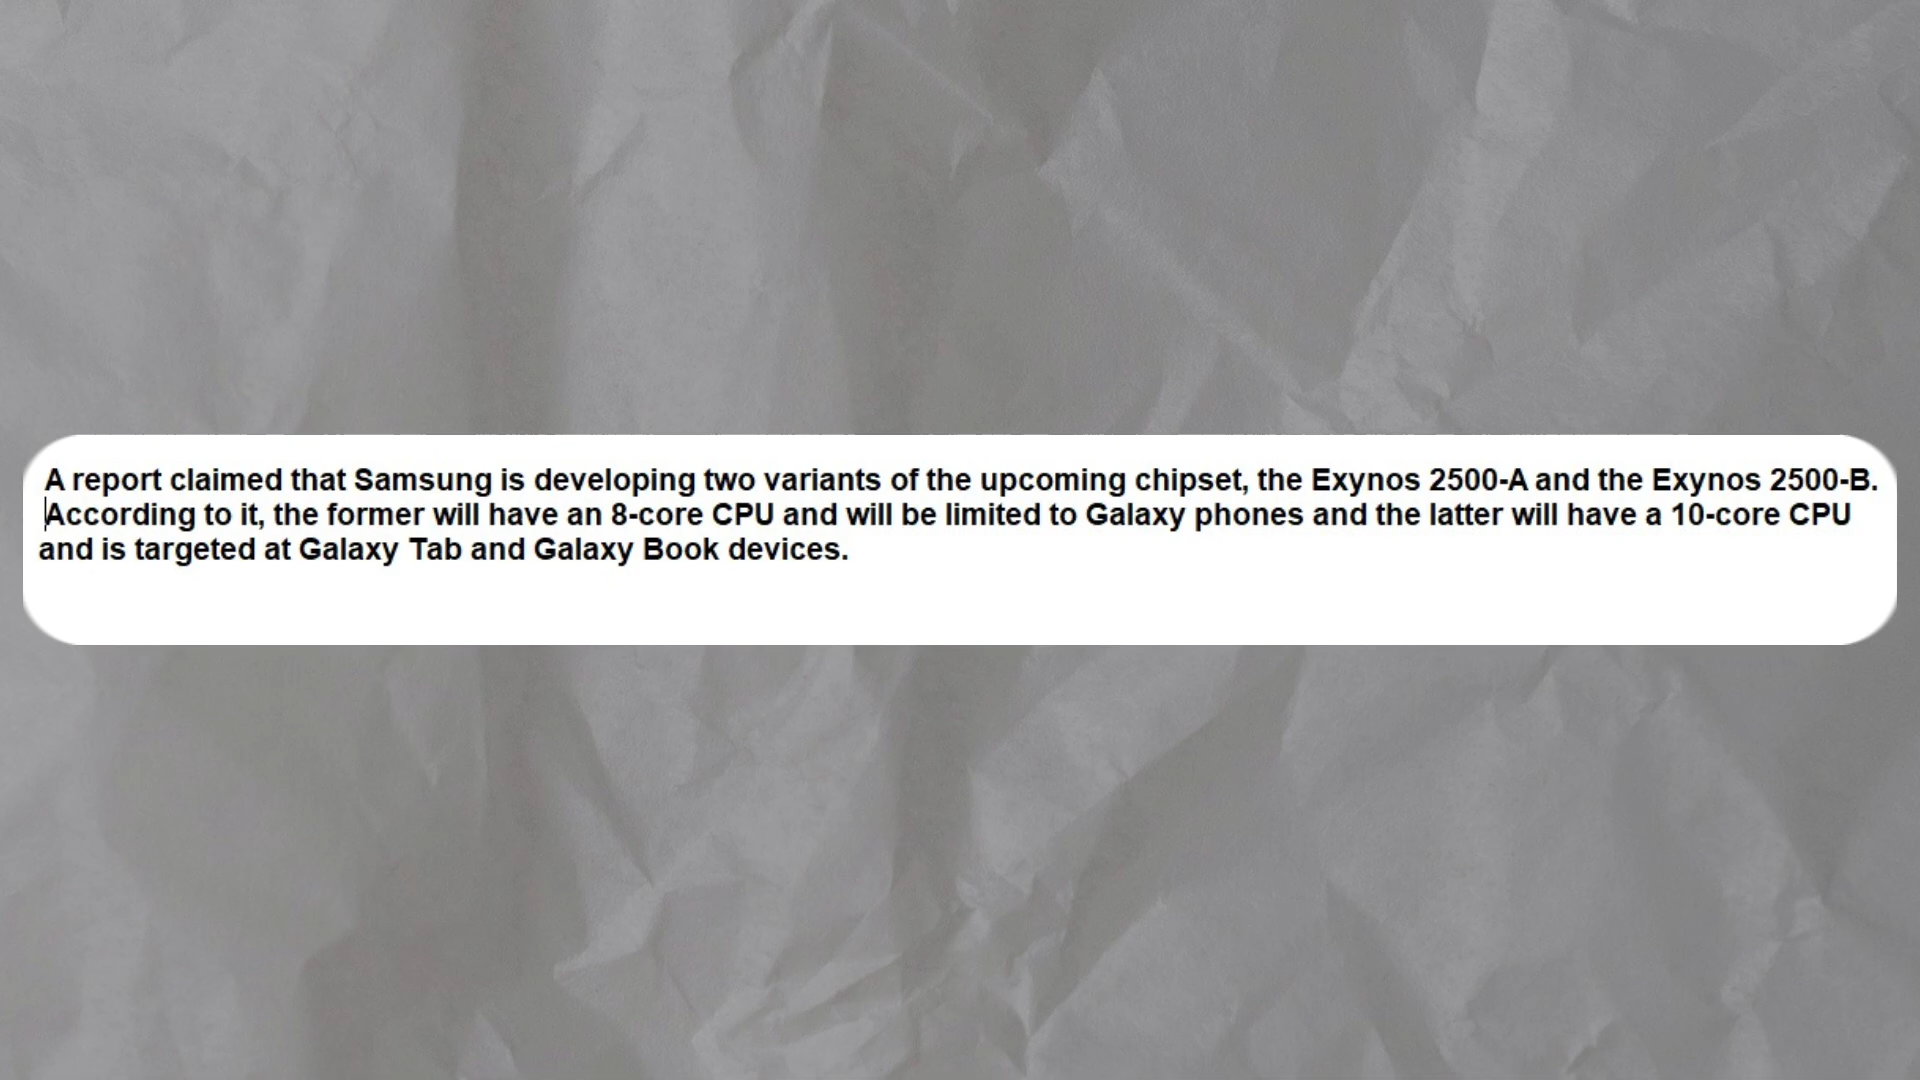 A report claimed that Samsung is developing two variants of the upcoming chipset, the Exynos 2500-A and the Exynos 2500-B.
According to it, the former will have an 8-core CPU and will be limited to Galaxy phones and the latter will have a 10-core CPU
and is targeted at Galaxy Tab and Galaxy Book devices.